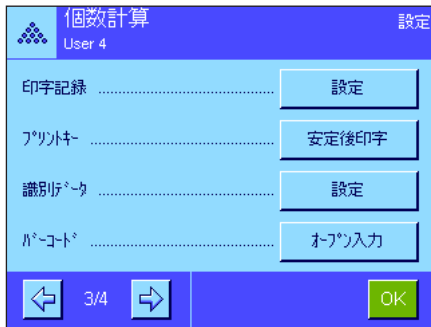 個数計算 設定
User 4
印字記録 ............................................... 設定
ﾌﾟﾘﾝﾄｷｰ ................................................ 安定後印字
識別ﾃﾞｰﾀ ............................................... 設定
ﾊﾞｰｺｰﾄﾞ ................................................ ｵｰﾌﾟﾝ入力
3/4 OK